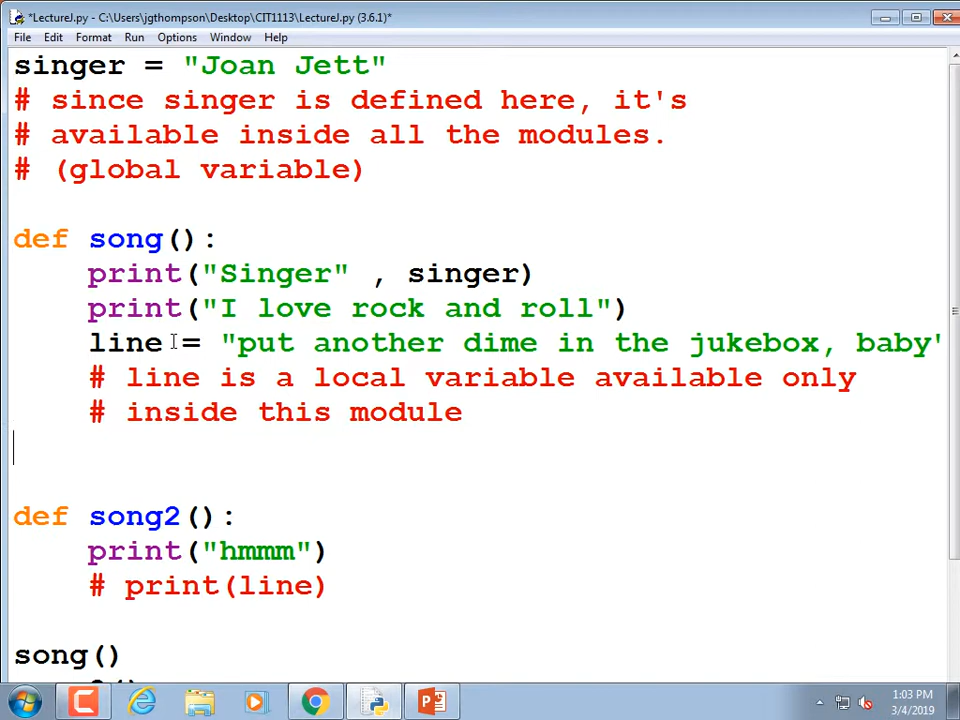 *LectureJ.py - C:\Users\jgthompson\Desktop\CIT1113\LectureJ.py (3.6.1)*
File Edit Format Run Options Window Help
singer = "Joan Jett"
# since singer is defined here, it's
# available inside all the modules.
# (global variable)
def song():
    print("Singer" , singer)
    print("I love rock and roll")
    line = "put another dime in the jukebox, baby"
    # line is a local variable available only
    # inside this module
def song2():
    print("hmmm")
    # print(line)
song()
1:03 PM
3/4/2019